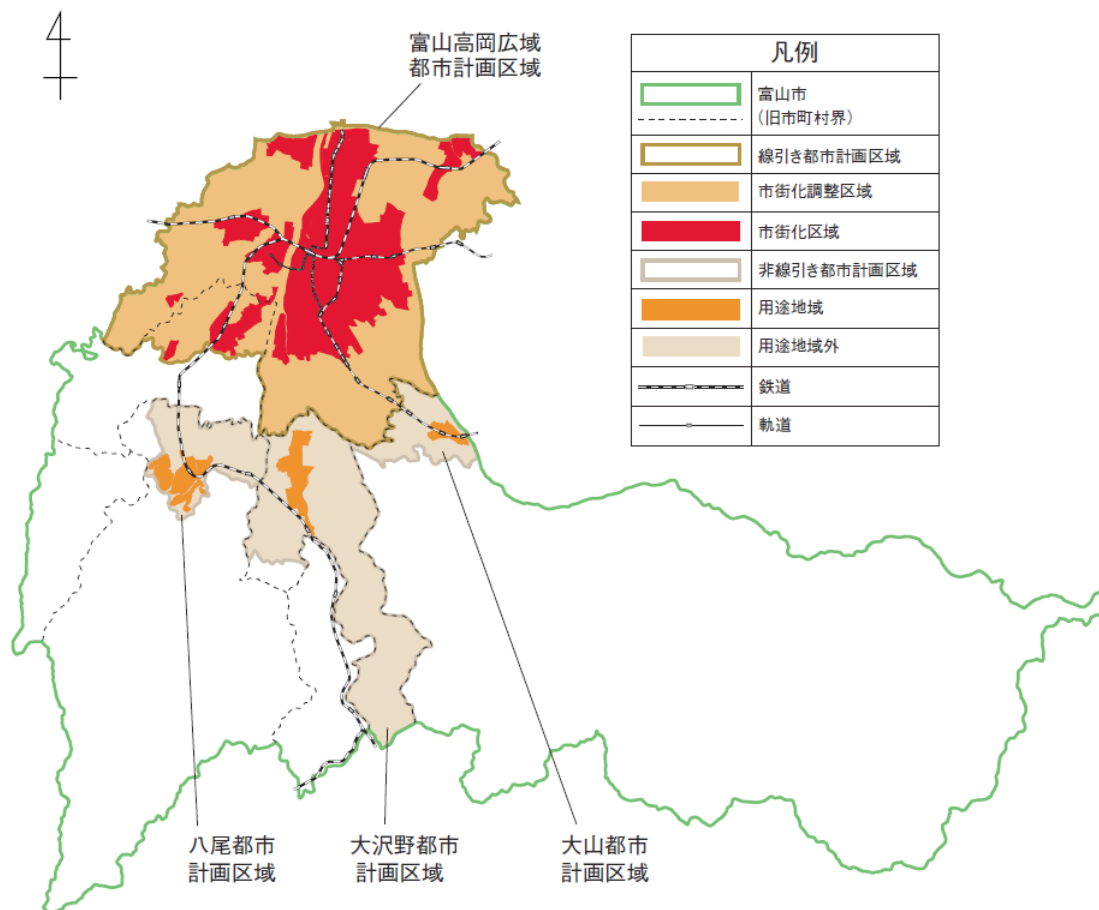 富山高岡広域
都市計画区域
凡例
富山市
（旧市町村界）
線引き都市計画区域
市街化調整区域
市街化区域
非線引き都市計画区域
用途地域
用途地域外
鉄道
軌道
八尾都市
計画区域
大沢野都市
計画区域
大山都市
計画区域